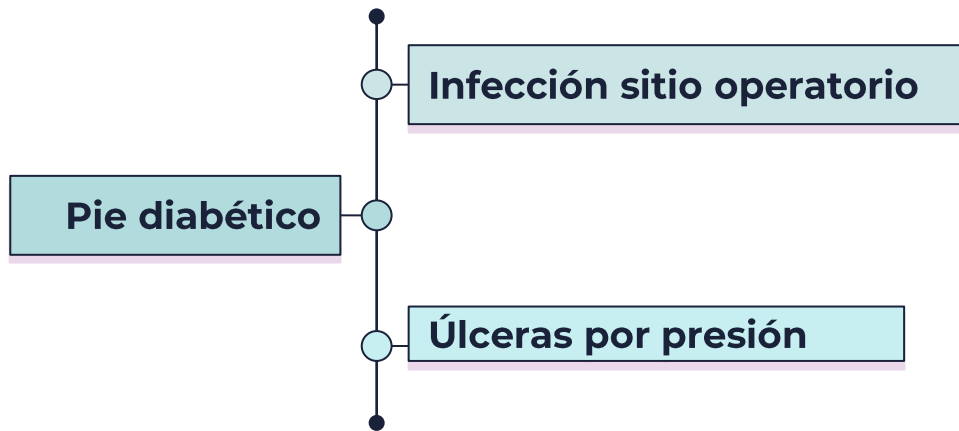 Infección sitio operatorio
Pie diabético
Úlceras por presión